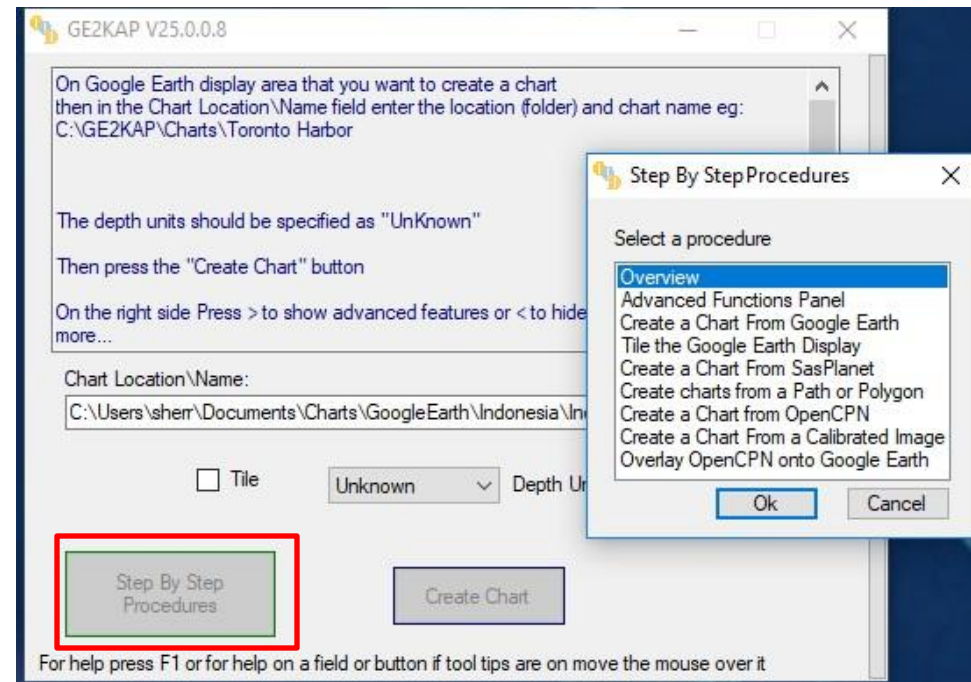 GE2KAP V25.0.0.8
On Google Earth display area that you want to create a chart
then in the Chart Location\Name field enter the location (folder) and chart name eg:
C:\GE2KAP\Charts\Toronto Harbor
The depth units should be specified as "UnKnown"
Then press the "Create Chart" button
On the right side Press > to show advanced features or < to hide
more...
Chart Location\Name:
C:\Users\sherr\Documents\Charts\GoogleEarth\Indonesia\In
Tile
Unknown
Depth Un
Step By Step
Procedures
Create Chart
For help press F1 or for help on a field or button if tool tips are on move the mouse over it
Step By Step Procedures
Select a procedure
Overview
Advanced Functions Panel
Create a Chart From Google Earth
Tile the Google Earth Display
Create a Chart From SasPlanet
Create charts from a Path or Polygon
Create a Chart from OpenCPN
Create a Chart From a Calibrated Image
Overlay OpenCPN onto Google Earth
Ok
Cancel